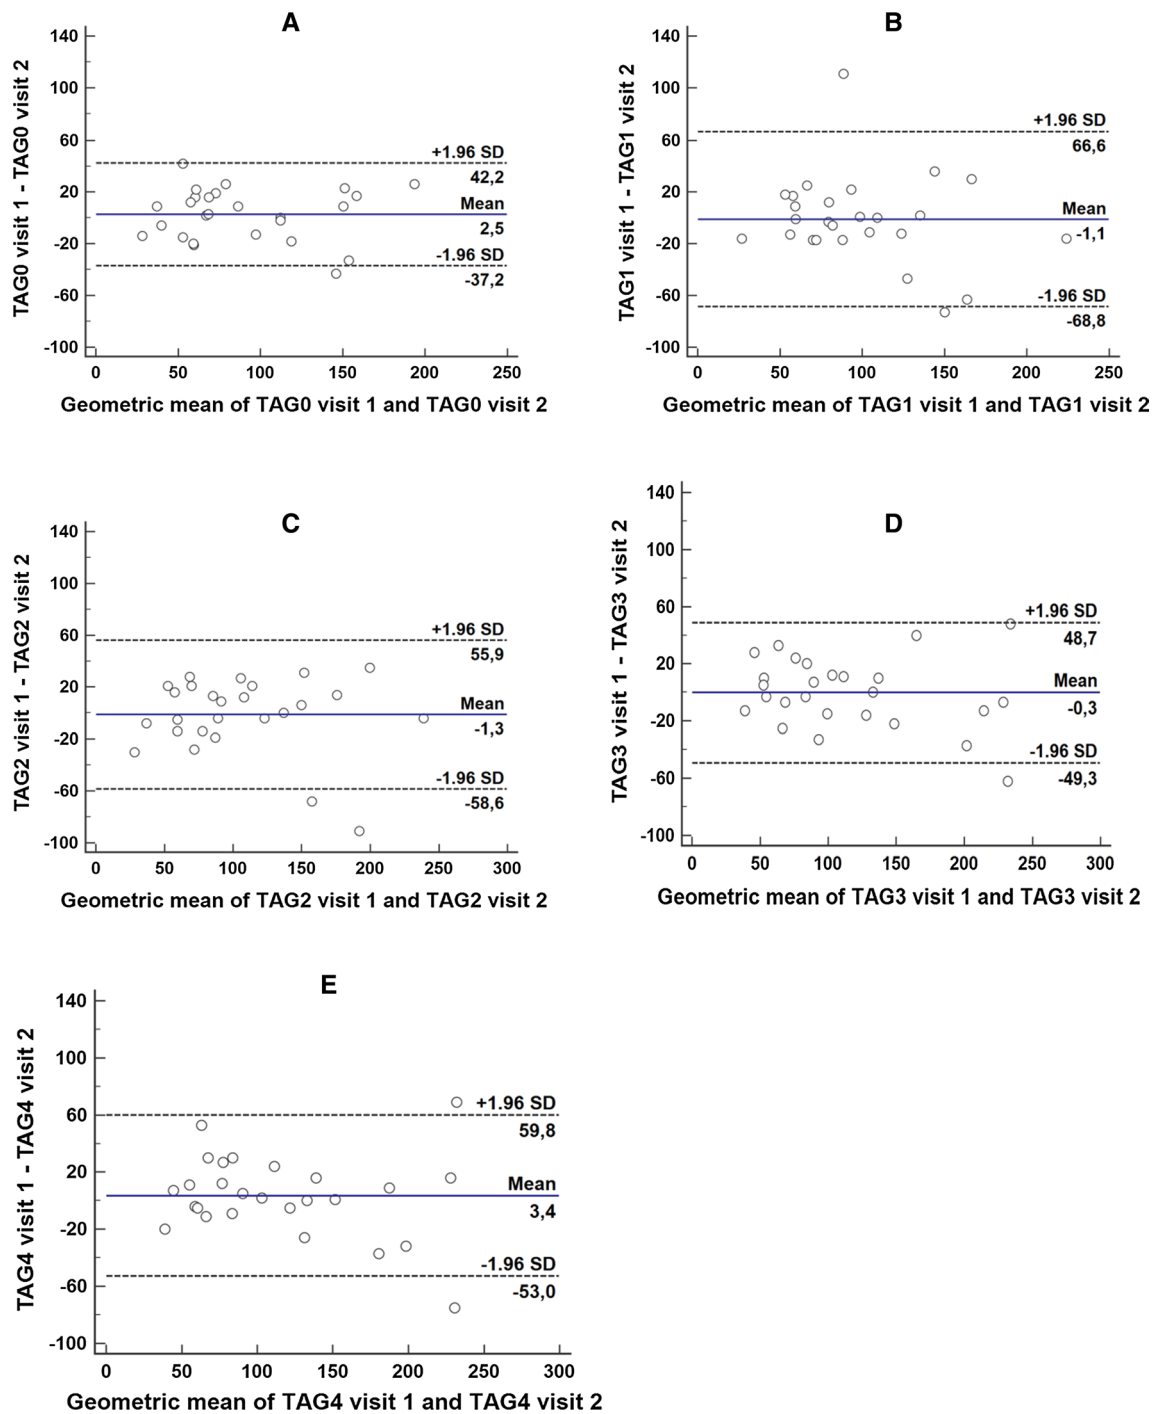 A
TAG0 visit 1 - TAG0 visit 2
140
100
60
20
-20
-60
-100
+1.96 SD
42,2
Mean
2,5
-1.96 SD
-37,2
0 50 100 150 200 250
Geometric mean of TAG0 visit 1 and TAG0 visit 2
B
TAG1 visit 1 - TAG1 visit 2
140
100
60
20
-20
-60
-100
+1.96 SD
66,6
Mean
-1,1
-1.96 SD
-68,8
0 50 100 150 200 250
Geometric mean of TAG1 visit 1 and TAG1 visit 2
C
TAG2 visit 1 - TAG2 visit 2
140
100
60
20
-20
-60
-100
+1.96 SD
55,9
Mean
-1,3
-1.96 SD
-58,6
0 50 100 150 200 250 300
Geometric mean of TAG2 visit 1 and TAG2 visit 2
D
TAG3 visit 1 - TAG3 visit 2
140
100
60
20
-20
-60
-100
+1.96 SD
48,7
Mean
-0,3
-1.96 SD
-49,3
0 50 100 150 200 250 300
Geometric mean of TAG3 visit 1 and TAG3 visit 2
E
TAG4 visit 1 - TAG4 visit 2
140
100
60
20
-20
-60
-100
+1.96 SD
59,8
Mean
3,4
-1.96 SD
-53,0
0 50 100 150 200 250 300
Geometric mean of TAG4 visit 1 and TAG4 visit 2